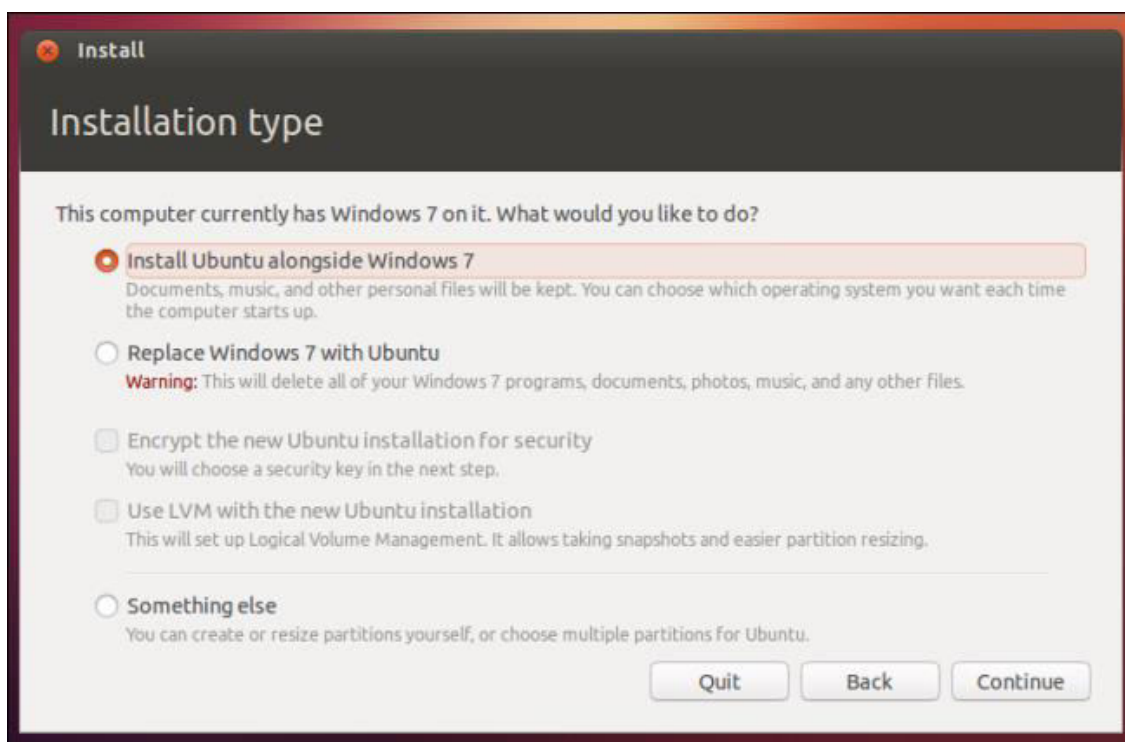 Install
Installation type
This computer currently has Windows 7 on it. What would you like to do?
Install Ubuntu alongside Windows 7
Documents, music, and other personal files will be kept. You can choose which operating system you want each time
the computer starts up.
Replace Windows 7 with Ubuntu
Warning: This will delete all of your Windows 7 programs, documents, photos, music, and any other files.
Encrypt the new Ubuntu installation for security
You will choose a security key in the next step.
Use LVM with the new Ubuntu installation
This will set up Logical Volume Management. It allows taking snapshots and easier partition resizing.
Something else
You can create or resize partitions yourself, or choose multiple partitions for Ubuntu.
Quit Back Continue